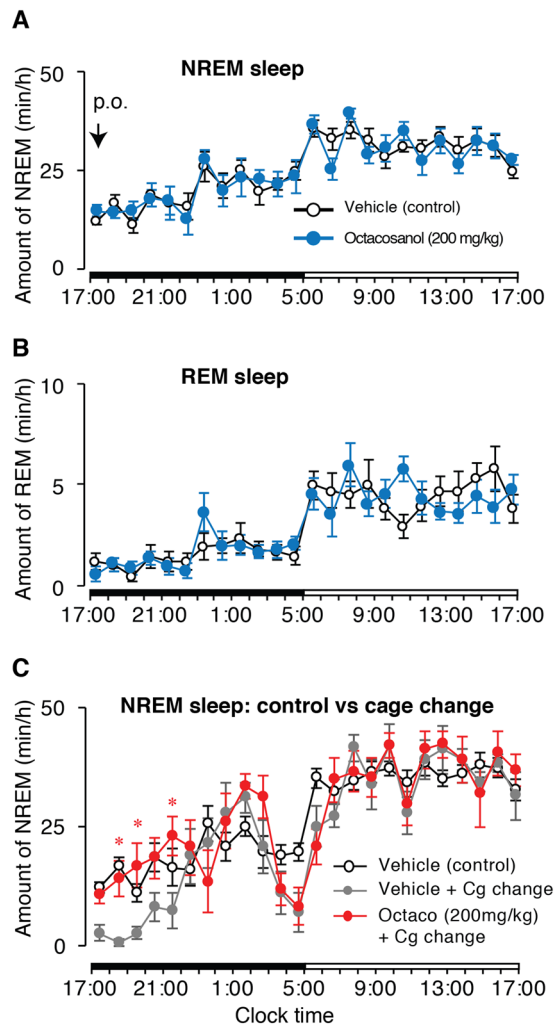 A
NREM sleep
50
25
0
Amount of NREM (min/h)
p.o.
Vehicle (control)
Octacosanol (200 mg/kg)
17:00 21:00 1:00 5:00 9:00 13:00 17:00
B
REM sleep
10
5
0
Amount of REM (min/h)
17:00 21:00 1:00 5:00 9:00 13:00 17:00
C
NREM sleep: control vs cage change
50
25
0
Amount of NREM (min/h)
* * *
Vehicle (control)
Vehicle + Cg change
Octaco (200mg/kg)
+ Cg change
17:00 21:00 1:00 5:00 9:00 13:00 17:00
Clock time